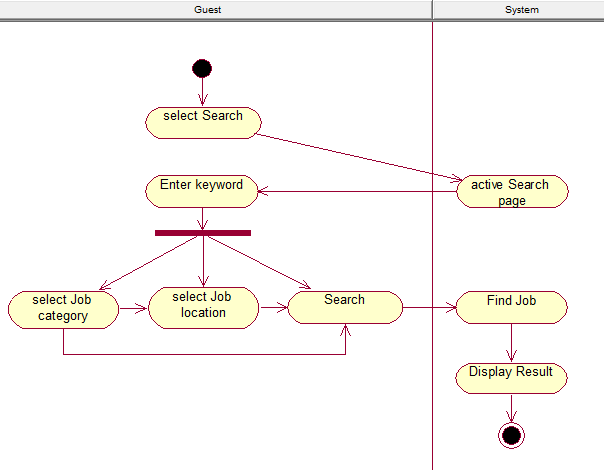 Guest
System
select Search
Enter keyword
active Search
page
select Job
category
select Job
location
Search
Find Job
Display Result